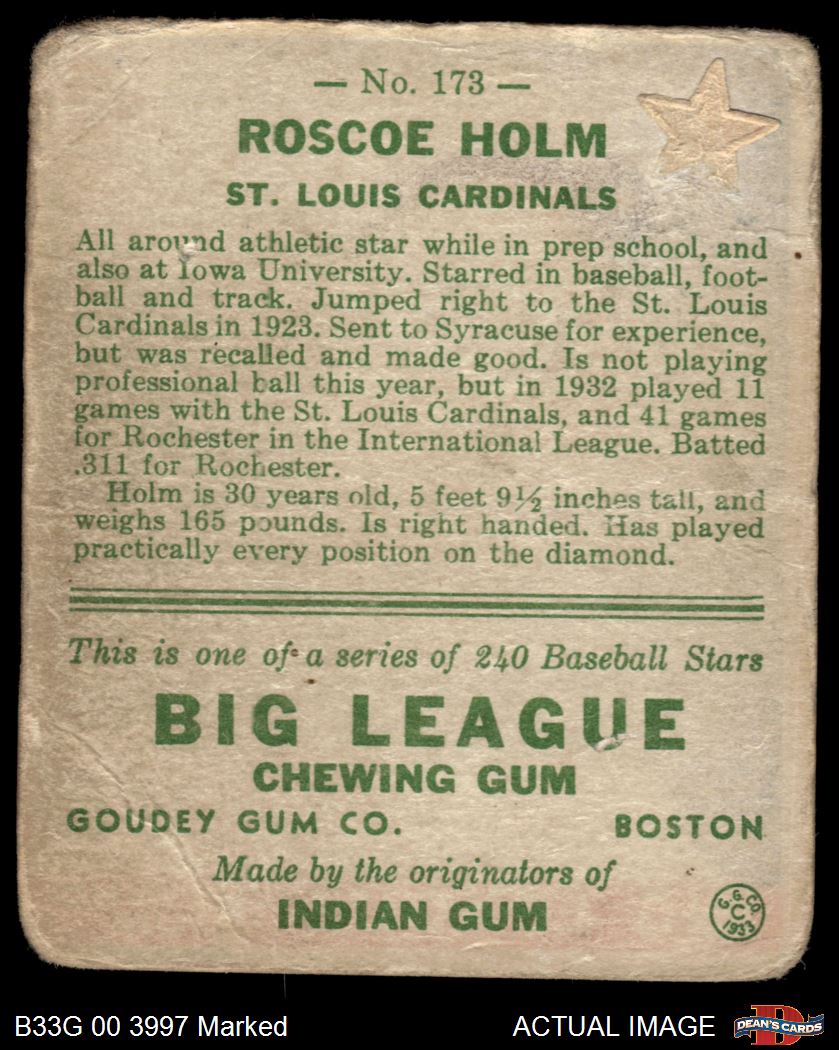 — No. 173 —
ROSCOE HOLM
ST. LOUIS CARDINALS
All around athletic star while in prep school, and
also at Iowa University. Starred in baseball, foot-
ball and track. Jumped right to the St. Louis
Cardinals in 1923. Sent to Syracuse for experience,
but was recalled and made good. Is not playing
professional ball this year, but in 1932 played 11
games with the St. Louis Cardinals, and 41 games
for Rochester in the International League. Batted
.311 for Rochester.
Holm is 30 years old, 5 feet 9½ inches tall, and
weighs 165 pounds. Is right handed. Has played
practically every position on the diamond.
This is one of a series of 240 Baseball Stars
BIG LEAGUE
CHEWING GUM
GOUDEY GUM CO. BOSTON
Made by the originators of
INDIAN GUM
G. G. CO.
C
1933
B33G 00 3997 Marked ACTUAL IMAGE
D
DEAN'S CARDS